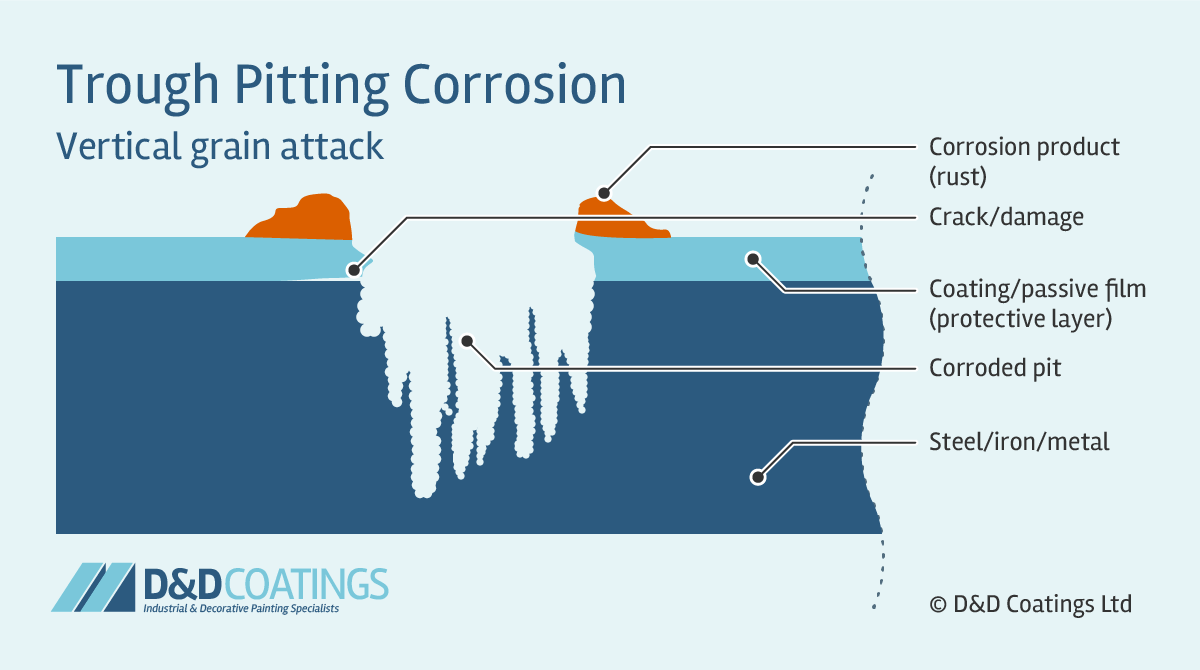 Trough Pitting Corrosion
Vertical grain attack
Corrosion product
(rust)
Crack/damage
Coating/passive film
(protective layer)
Corroded pit
Steel/iron/metal
D&D COATINGS
Industrial & Decorative Painting Specialists
© D&D Coatings Ltd